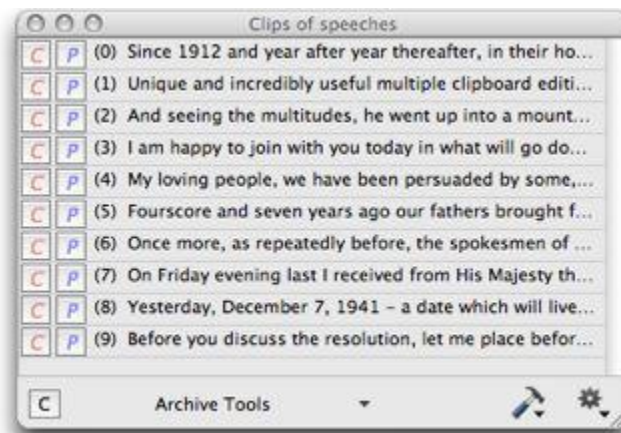 Clips of speeches
C P (0) Since 1912 and year after year thereafter, in their ho...
C P (1) Unique and incredibly useful multiple clipboard editi...
C P (2) And seeing the multitudes, he went up into a mount...
C P (3) I am happy to join with you today in what will go do...
C P (4) My loving people, we have been persuaded by some,...
C P (5) Fourscore and seven years ago our fathers brought f...
C P (6) Once more, as repeatedly before, the spokesmen of ...
C P (7) On Friday evening last I received from His Majesty th...
C P (8) Yesterday, December 7, 1941 – a date which will live...
C P (9) Before you discuss the resolution, let me place befor...
C Archive Tools